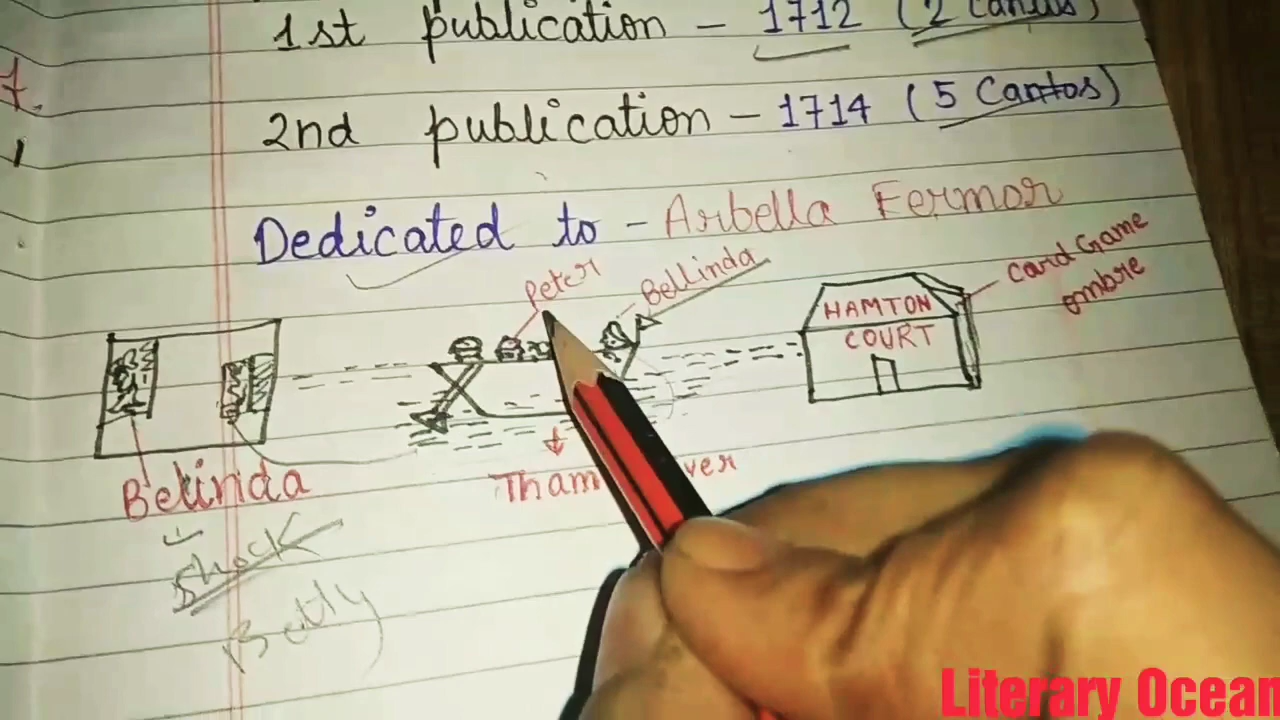 1st publication - 1712 (2 Cantos)
2nd publication - 1714 (5 Cantos)
Dedicated to - Arbella Fermor
Peter
Bellinda
Card Game
ombre
HAMTON
COURT
Belinda
Shock
Betty
Literary Ocean